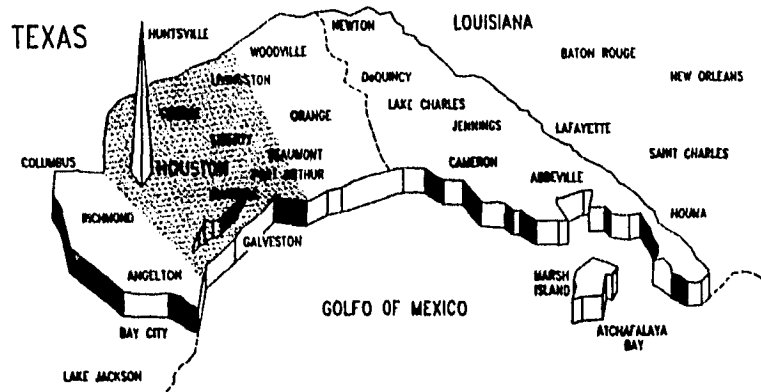 TEXAS
HUNTSVILLE
NEWTON
LOUISIANA
WOODVILLE
BATON ROUGE
LIVINGSTON
DeQUINCY
NEW ORLEANS
LAKE CHARLES
ORANGE
JENNINGS
LAFAYETTE
LIBERTY
BEAUMONT
SAINT CHARLES
COLUMBUS
HOUSTON
CAMERON
PORT ARTHUR
ABBEVILLE
RICHMOND
HOUMA
GALVESTON
ANGELTON
MARSH
ISLAND
GOLFO OF MEXICO
BAY CITY
ATCHAFALAYA
BAY
LAKE JACKSON